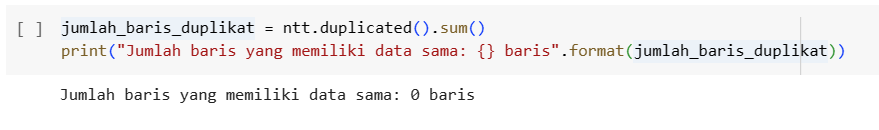 [ ] jumlah_baris_duplikat = ntt.duplicated().sum()
print("Jumlah baris yang memiliki data sama: {} baris".format(jumlah_baris_duplikat))
Jumlah baris yang memiliki data sama: 0 baris